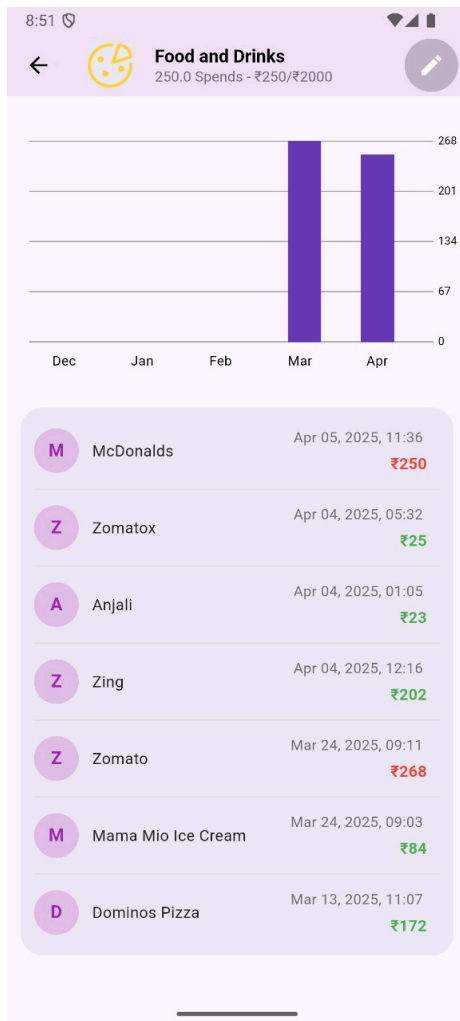 8:51
Food and Drinks
250.0 Spends - ₹250/₹2000
268
201
134
67
0
Dec Jan Feb Mar Apr
M McDonalds Apr 05, 2025, 11:36
₹250
Z Zomatox Apr 04, 2025, 05:32
₹25
A Anjali Apr 04, 2025, 01:05
₹23
Z Zing Apr 04, 2025, 12:16
₹202
Z Zomato Mar 24, 2025, 09:11
₹268
M Mama Mio Ice Cream Mar 24, 2025, 09:03
₹84
D Dominos Pizza Mar 13, 2025, 11:07
₹172